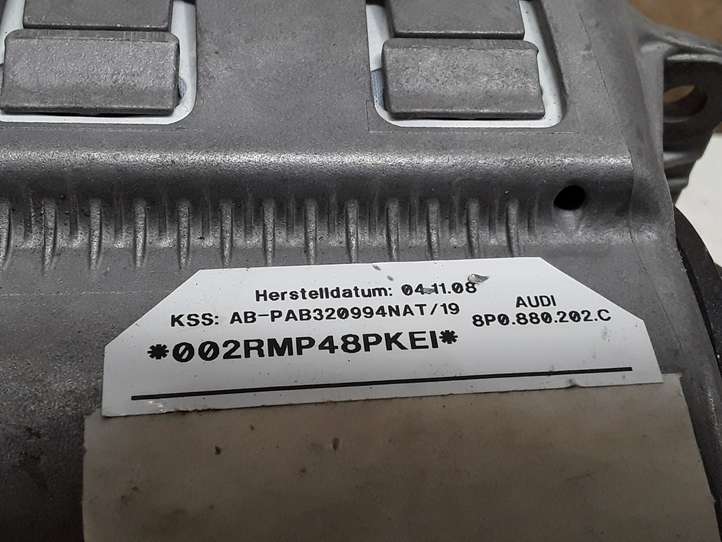 Herstelldatum: 04.11.08
KSS: AB-PAB320994NAT/19
AUDI
8P0.880.202.C
*002RMP48PKEI*